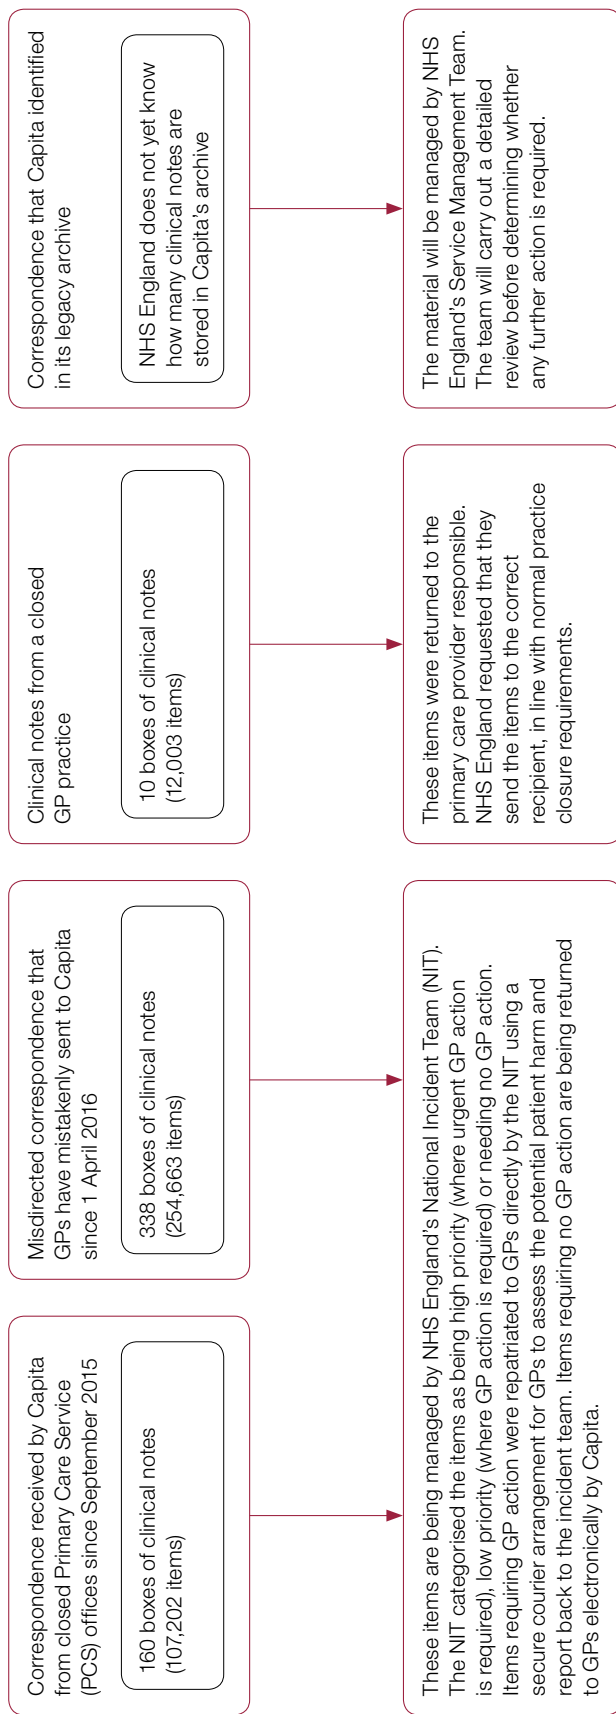 Correspondence received by Capita
from closed Primary Care Service
(PCS) offices since September 2015
160 boxes of clinical notes
(107,202 items)
Misdirected correspondence that
GPs have mistakenly sent to Capita
since 1 April 2016
338 boxes of clinical notes
(254,663 items)
Clinical notes from a closed
GP practice
10 boxes of clinical notes
(12,003 items)
Correspondence that Capita identified
in its legacy archive
NHS England does not yet know
how many clinical notes are
stored in Capita’s archive
These items are being managed by NHS England’s National Incident Team (NIT).
The NIT categorised the items as being high priority (where urgent GP action
is required), low priority (where GP action is required) or needing no GP action.
Items requiring GP action were repatriated to GPs directly by the NIT using a
secure courier arrangement for GPs to assess the potential patient harm and
report back to the incident team. Items requiring no GP action are being returned
to GPs electronically by Capita.
These items were returned to the
primary care provider responsible.
NHS England requested that they
send the items to the correct
recipient, in line with normal practice
closure requirements.
The material will be managed by NHS
England’s Service Management Team.
The team will carry out a detailed
review before determining whether
any further action is required.